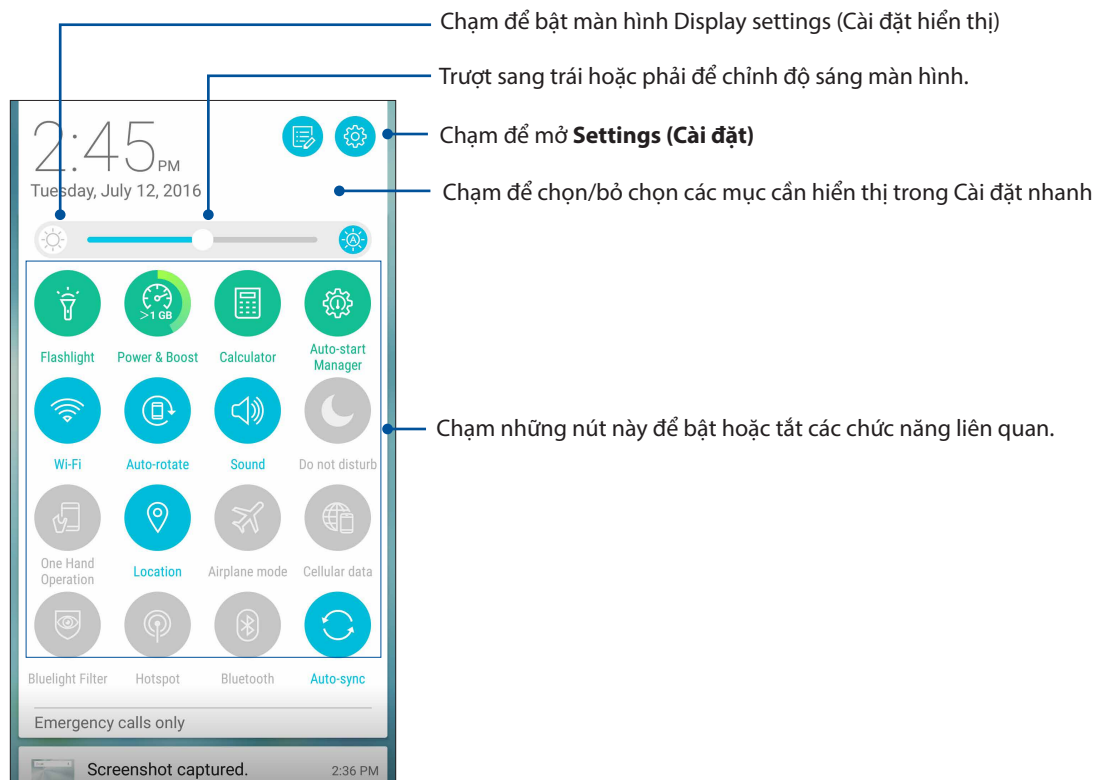 Chạm để bật màn hình Display settings (Cài đặt hiển thị)
Trượt sang trái hoặc phải để chỉnh độ sáng màn hình.
Chạm để mở Settings (Cài đặt)
Chạm để chọn/bỏ chọn các mục cần hiển thị trong Cài đặt nhanh
2:45 PM
Tuesday, July 12, 2016
A
>1 GB
Flashlight
Power & Boost
Calculator
Auto-start
Manager
Chạm những nút này để bật hoặc tắt các chức năng liên quan.
Wi-Fi
Auto-rotate
Sound
Do not disturb
One Hand
Operation
Location
Airplane mode
Cellular data
Bluelight Filter
Hotspot
Bluetooth
Auto-sync
Emergency calls only
Screenshot captured.
2:36 PM